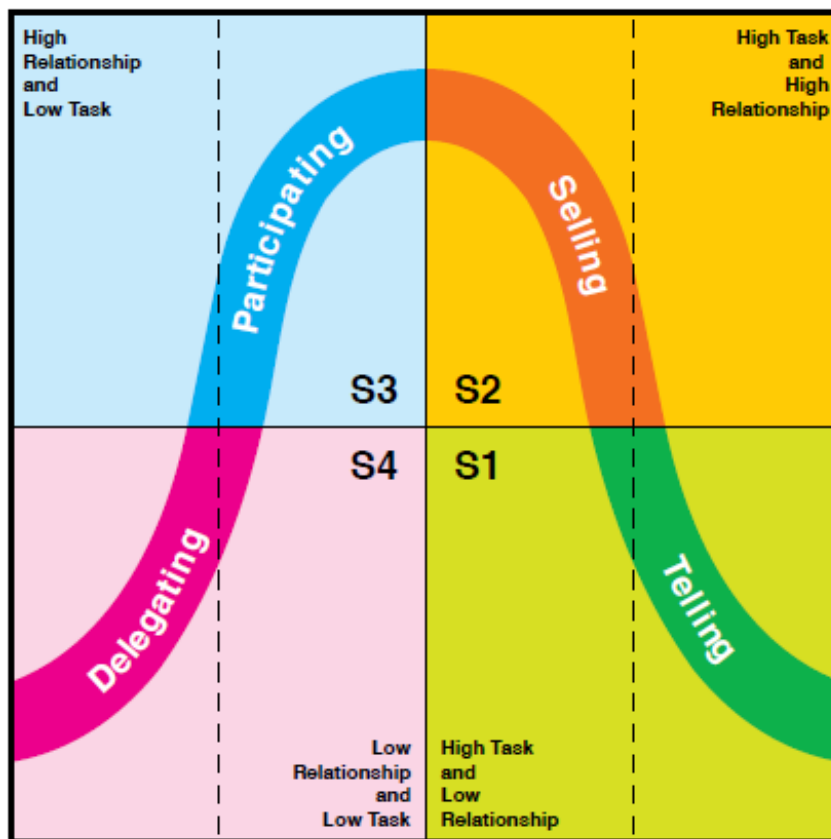 High
Relationship
and
Low Task
High Task
and
High
Relationship
Participating
Selling
S3
S2
S4
S1
Delegating
Telling
Low
Relationship
and
Low Task
High Task
and
Low
Relationship